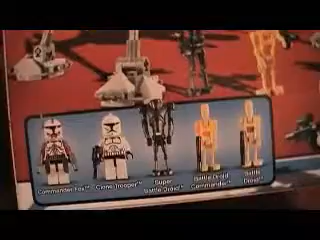 Commander Fox™
Clone Trooper™
Super
Battle Droid™
Battle Droid
Commander™
Battle
Droid™